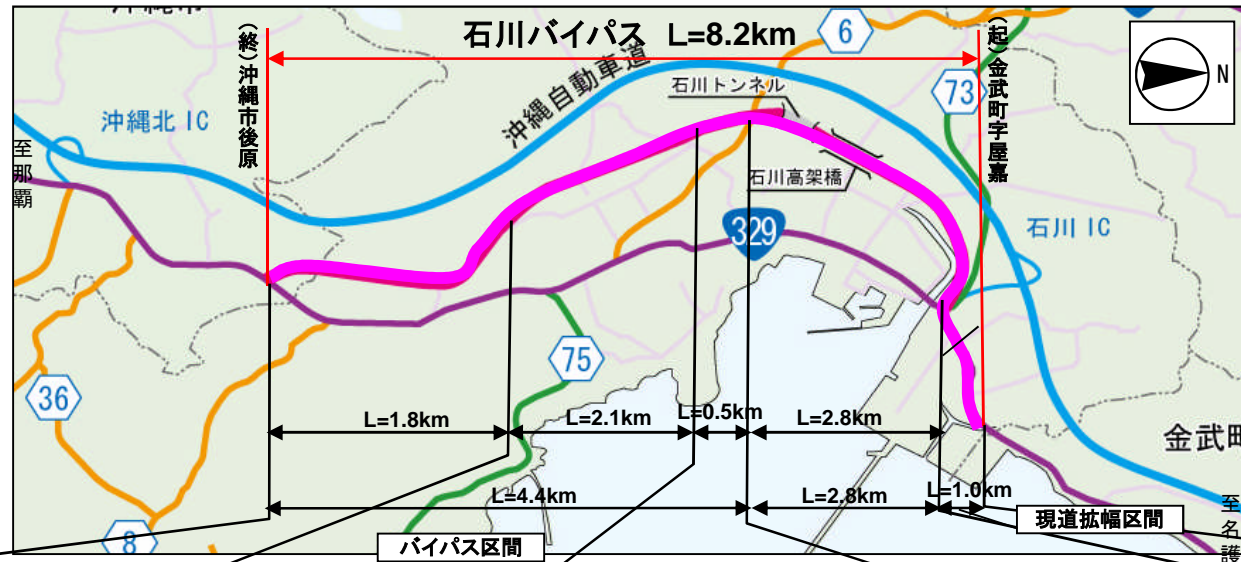 石川バイパス L=8.2km
(終)沖縄市後原
(起)金武町字屋嘉
N
6
73
沖縄自動車道
石川トンネル
沖縄北 IC
至那覇
石川高架橋
329
石川 IC
75
36
8
L=1.8km
L=2.1km
L=0.5km
L=2.8km
金武町
L=4.4km
L=2.8km
L=1.0km
現道拡幅区間
バイパス区間
至名護